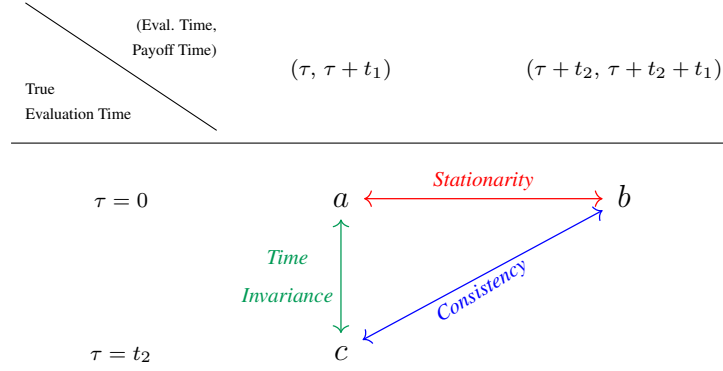 (Eval. Time,
Payoff Time)
True
Evaluation Time
(τ, τ + t₁)
(τ + t₂, τ + t₂ + t₁)
τ = 0
a
Stationarity
b
Time
Invariance
Consistency
τ = t₂
c